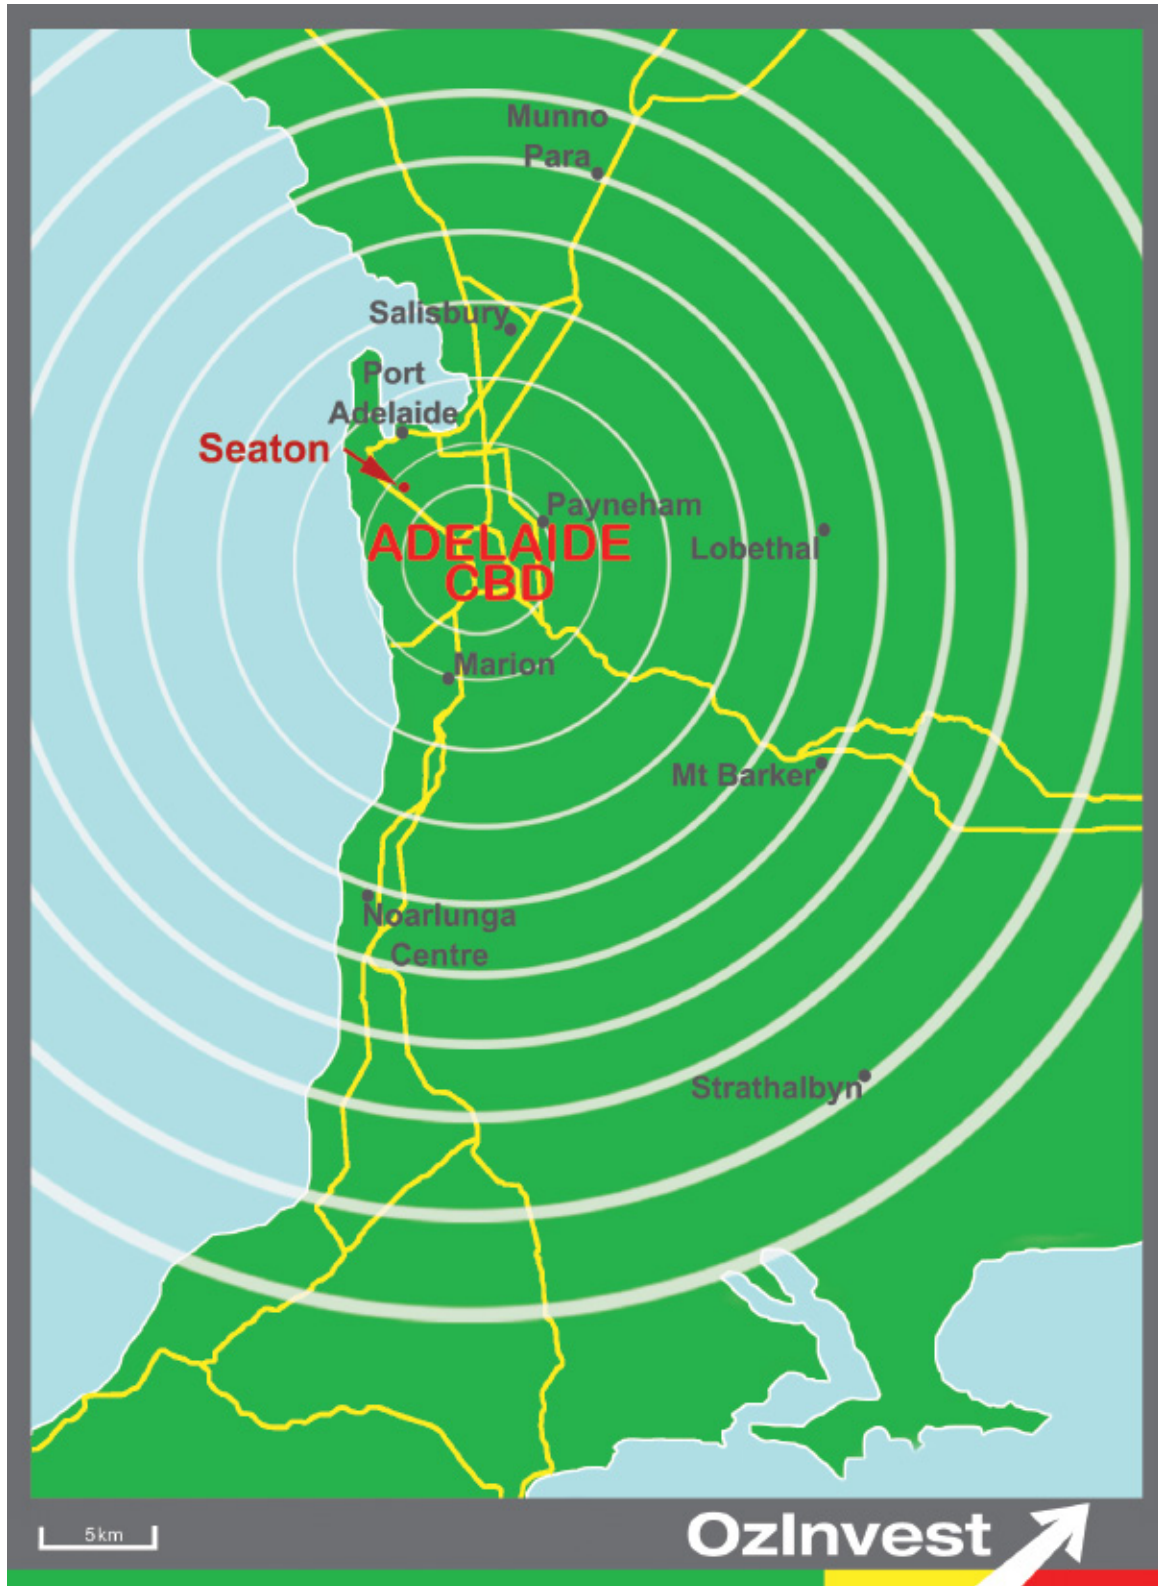 Munno
Para
Salisbury
Port
Adelaide
Seaton
Payneham
ADELAIDE
CBD
Lobethal
Marion
Mt Barker
Noarlunga
Centre
Strathalbyn
5km
OzInvest